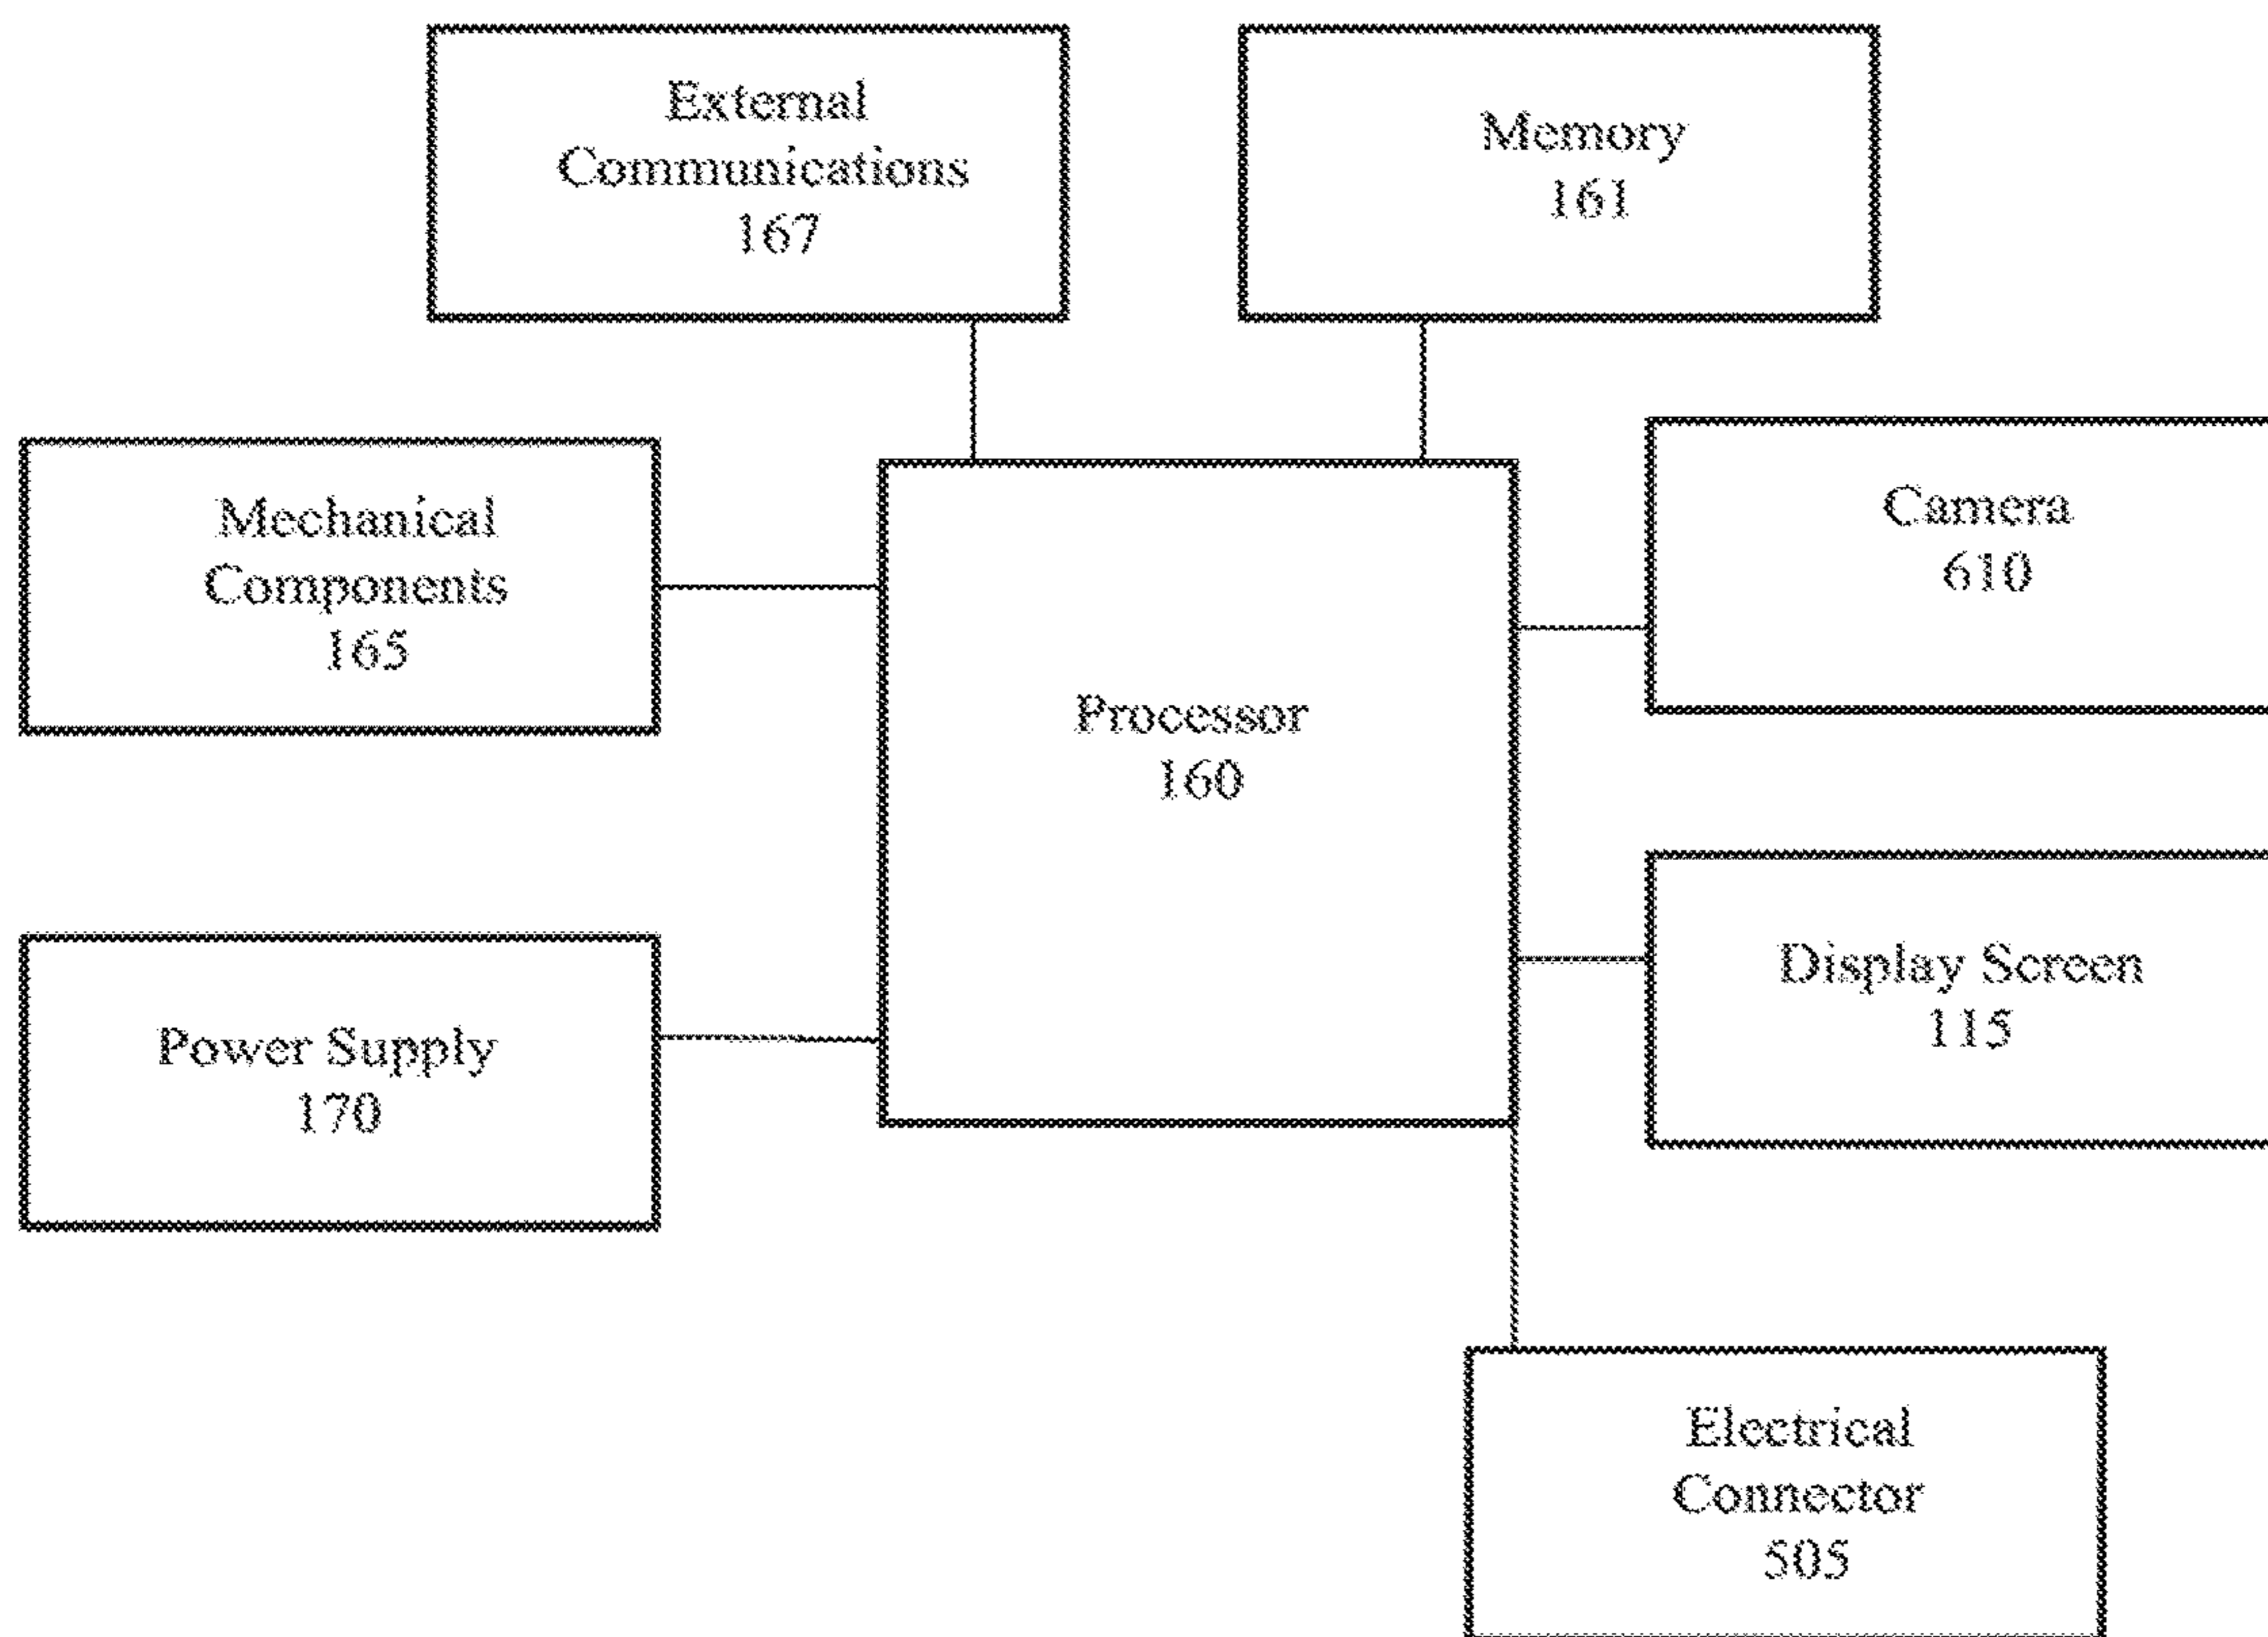 External
Communications
167
Memory
161
Mechanical
Components
165
Camera
610
Processor
160
Display Screen
115
Power Supply
170
Electrical
Connector
505